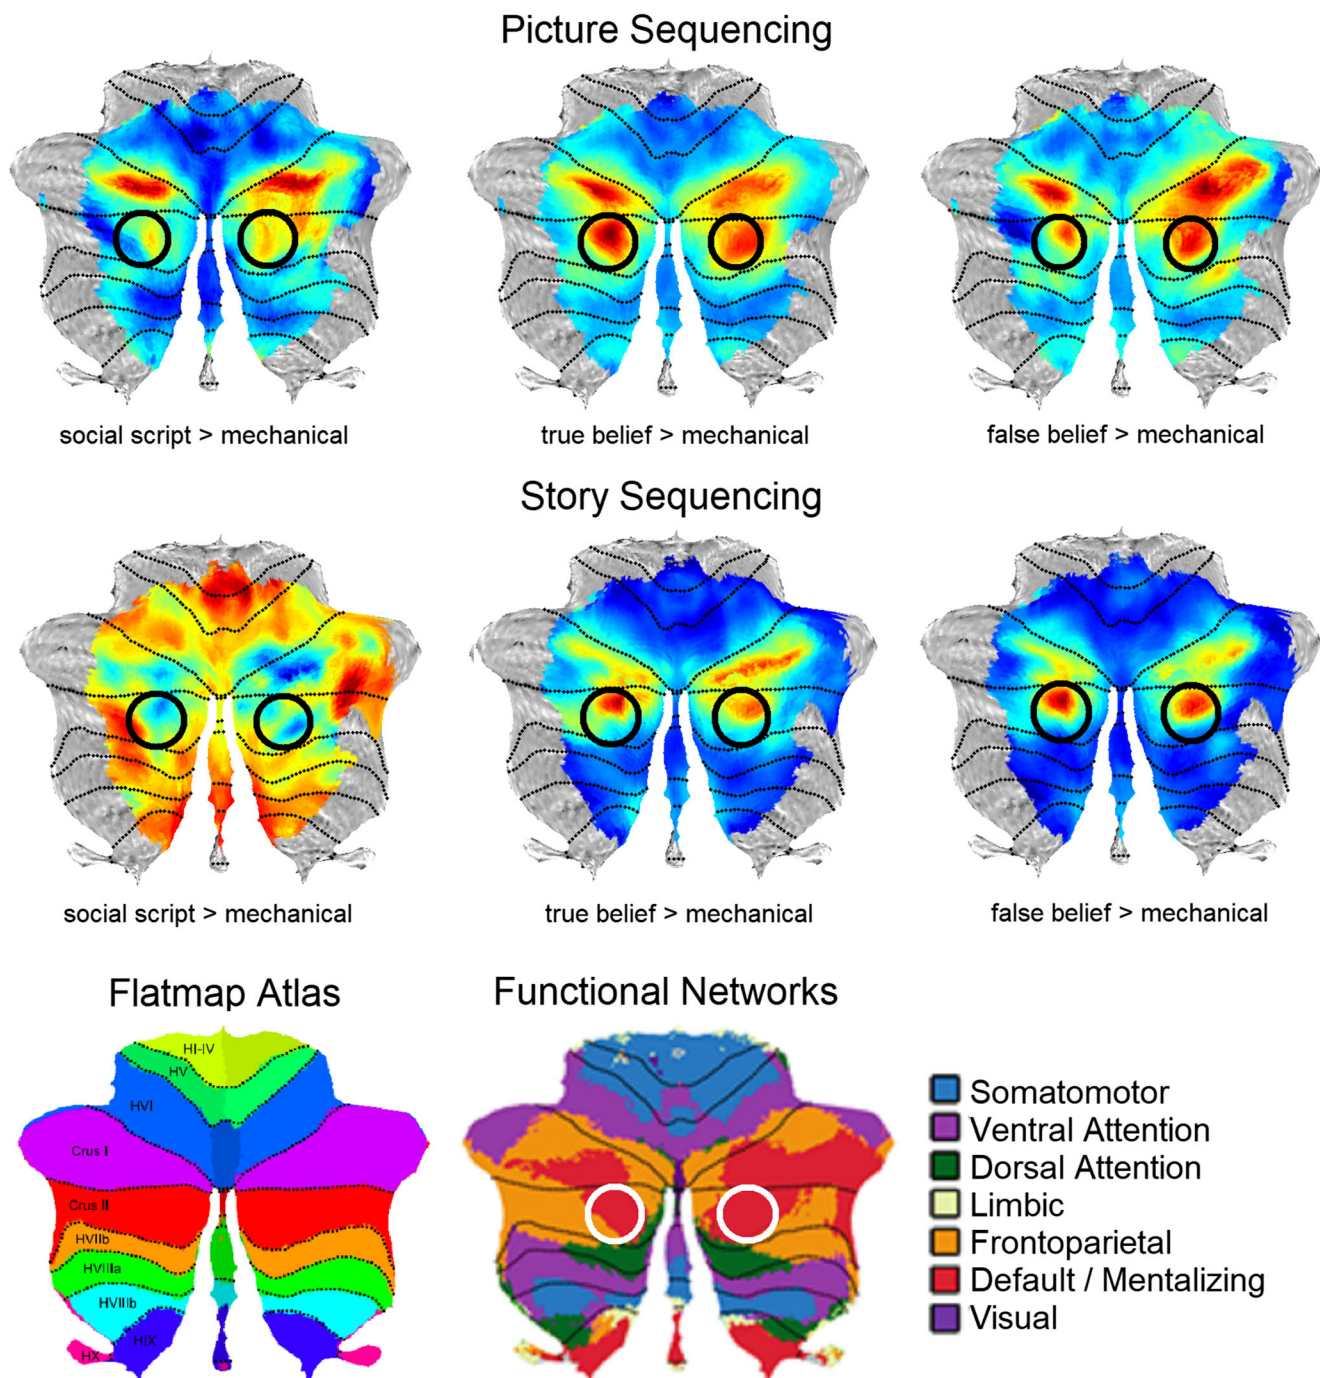 Picture Sequencing
social script > mechanical
true belief > mechanical
false belief > mechanical
Story Sequencing
social script > mechanical
true belief > mechanical
false belief > mechanical
Flatmap Atlas
Functional Networks
HI-IV
HV
HVI
Crus I
Crus II
HVIIb
HVIIIa
HVIIIb
HIX
HX
Somatomotor
Ventral Attention
Dorsal Attention
Limbic
Frontoparietal
Default / Mentalizing
Visual